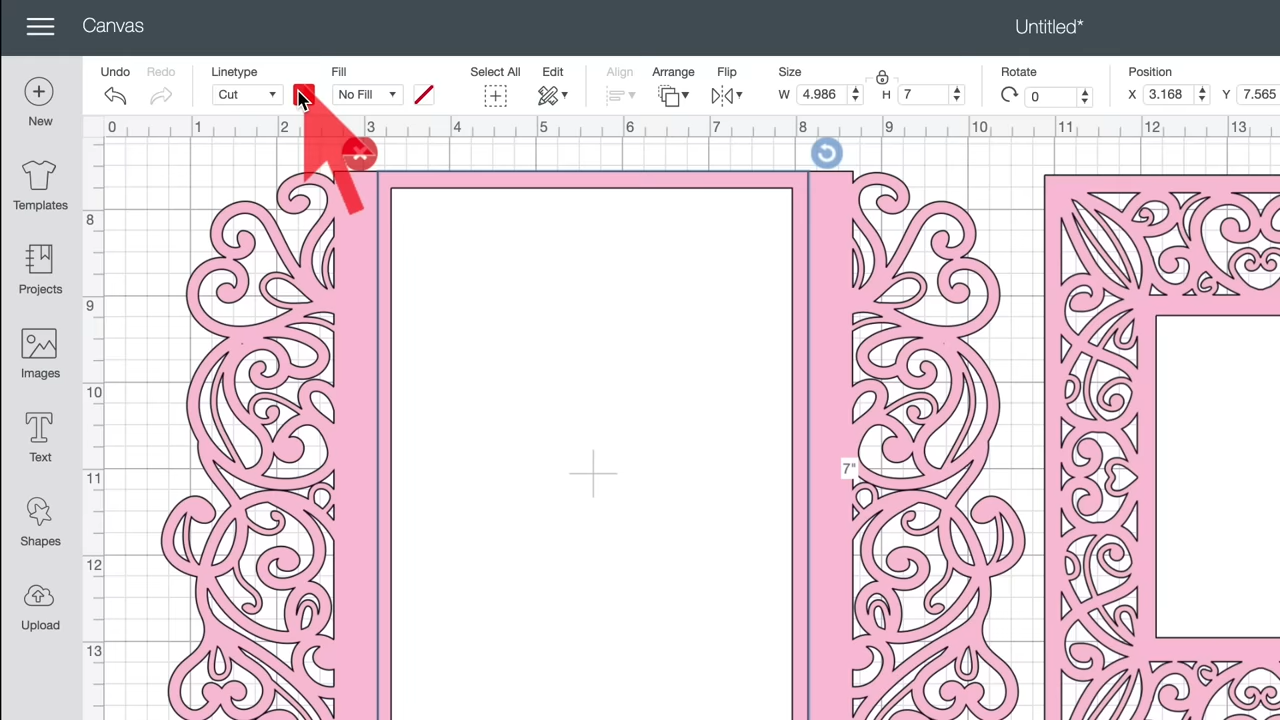 Canvas
Untitled*
Undo Redo Linetype Fill Select All Edit Align Arrange Flip Size Rotate Position
Cut No Fill W 4.986 H 7 0 X 3.168 Y 7.565
0 1 2 3 4 5 6 7 8 9 10 11 12 13
New
Templates
Projects
Images
Text
Shapes
Upload
8
9
10
11
12
13
7"